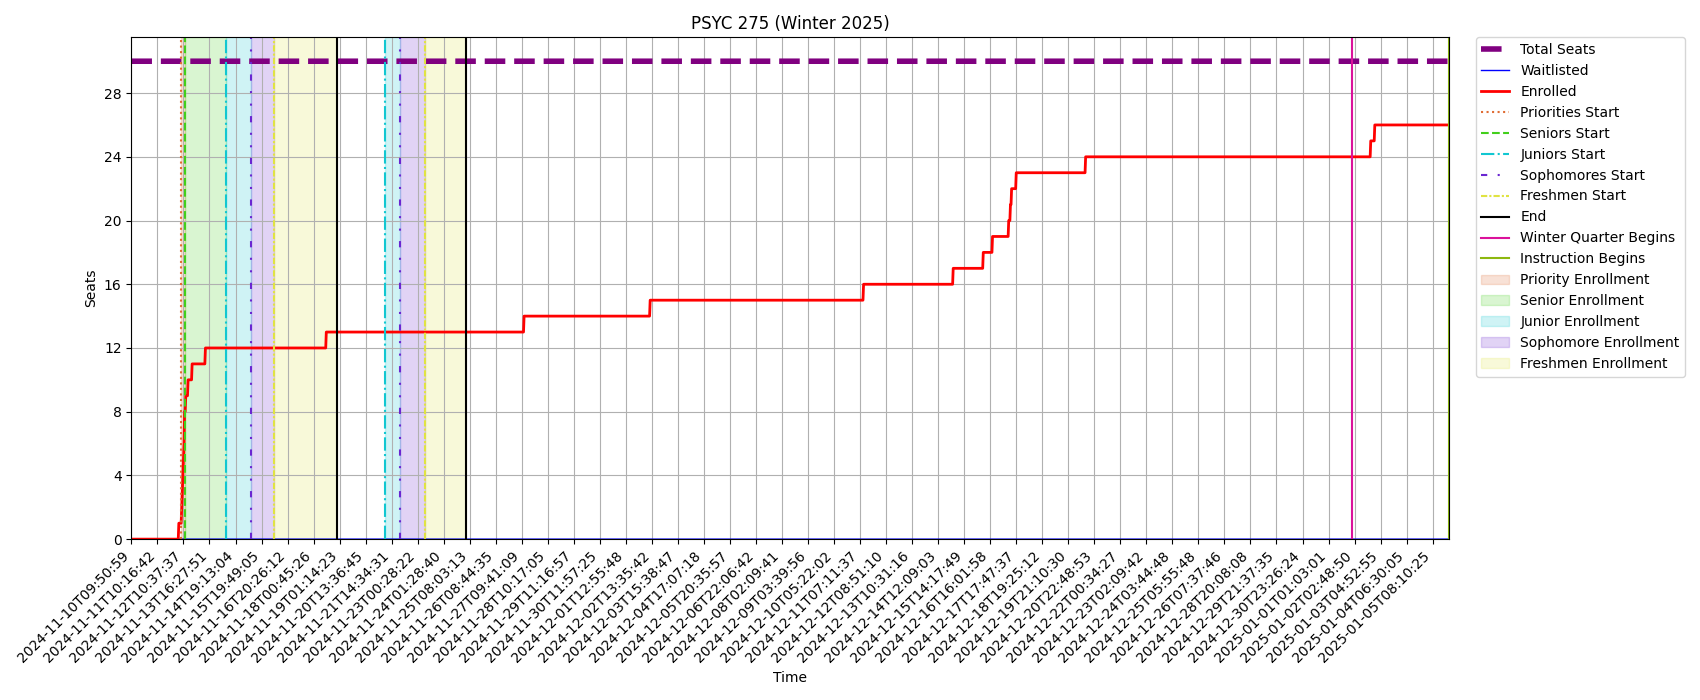 PSYC 275 (Winter 2025)
Total Seats
Waitlisted
Enrolled
Priorities Start
Seniors Start
Juniors Start
Sophomores Start
Freshmen Start
End
Winter Quarter Begins
Instruction Begins
Priority Enrollment
Senior Enrollment
Junior Enrollment
Sophomore Enrollment
Freshmen Enrollment
Seats
28
24
20
16
12
8
4
0
2024-11-10T09:50:59
2024-11-11T10:16:42
2024-11-12T10:37:37
2024-11-13T16:27:51
2024-11-14T19:13:04
2024-11-15T19:49:05
2024-11-16T20:26:12
2024-11-18T00:45:26
2024-11-19T01:14:23
2024-11-20T13:36:45
2024-11-21T14:34:31
2024-11-23T00:28:22
2024-11-24T01:28:40
2024-11-25T08:03:13
2024-11-26T08:44:35
2024-11-27T09:41:09
2024-11-28T10:17:05
2024-11-29T11:16:57
2024-11-30T11:57:25
2024-12-01T12:55:48
2024-12-02T13:35:42
2024-12-03T15:38:47
2024-12-04T17:07:18
2024-12-05T20:35:57
2024-12-06T22:06:42
2024-12-08T02:09:41
2024-12-09T03:39:56
2024-12-10T05:22:02
2024-12-11T07:11:37
2024-12-12T08:51:10
2024-12-13T10:31:16
2024-12-14T12:09:03
2024-12-15T14:17:49
2024-12-16T16:01:58
2024-12-17T17:47:37
2024-12-18T19:25:12
2024-12-19T21:10:30
2024-12-20T22:48:53
2024-12-22T00:34:27
2024-12-23T02:09:42
2024-12-24T03:44:48
2024-12-25T05:55:48
2024-12-26T07:37:46
2024-12-28T20:08:08
2024-12-29T21:37:35
2024-12-30T23:26:24
2025-01-01T01:03:01
2025-01-02T02:48:50
2025-01-03T04:52:55
2025-01-04T06:30:05
2025-01-05T08:10:25
Time